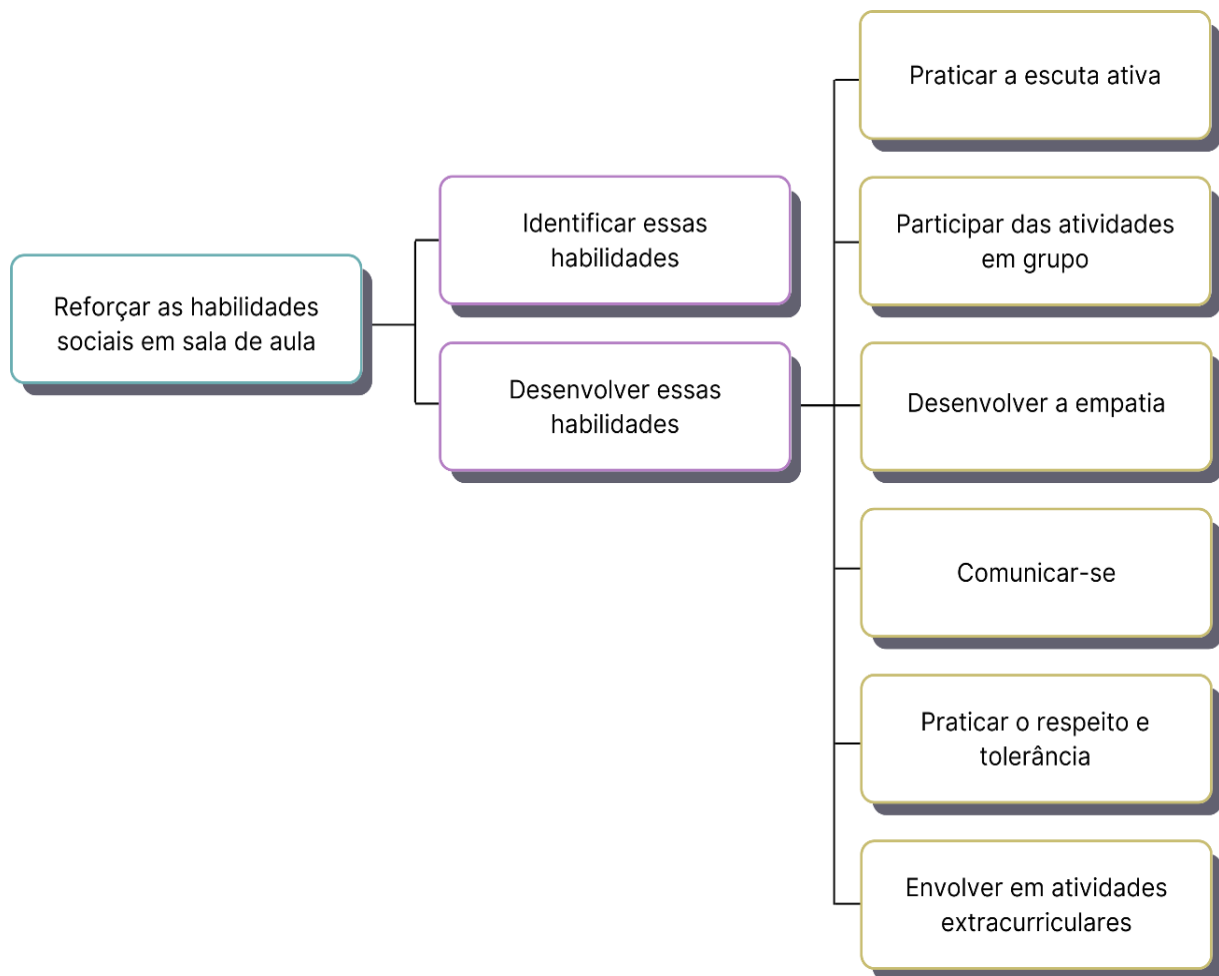 Reforçar as habilidades
sociais em sala de aula
Identificar essas
habilidades
Desenvolver essas
habilidades
Praticar a escuta ativa
Participar das atividades
em grupo
Desenvolver a empatia
Comunicar-se
Praticar o respeito e
tolerância
Envolver em atividades
extracurriculares